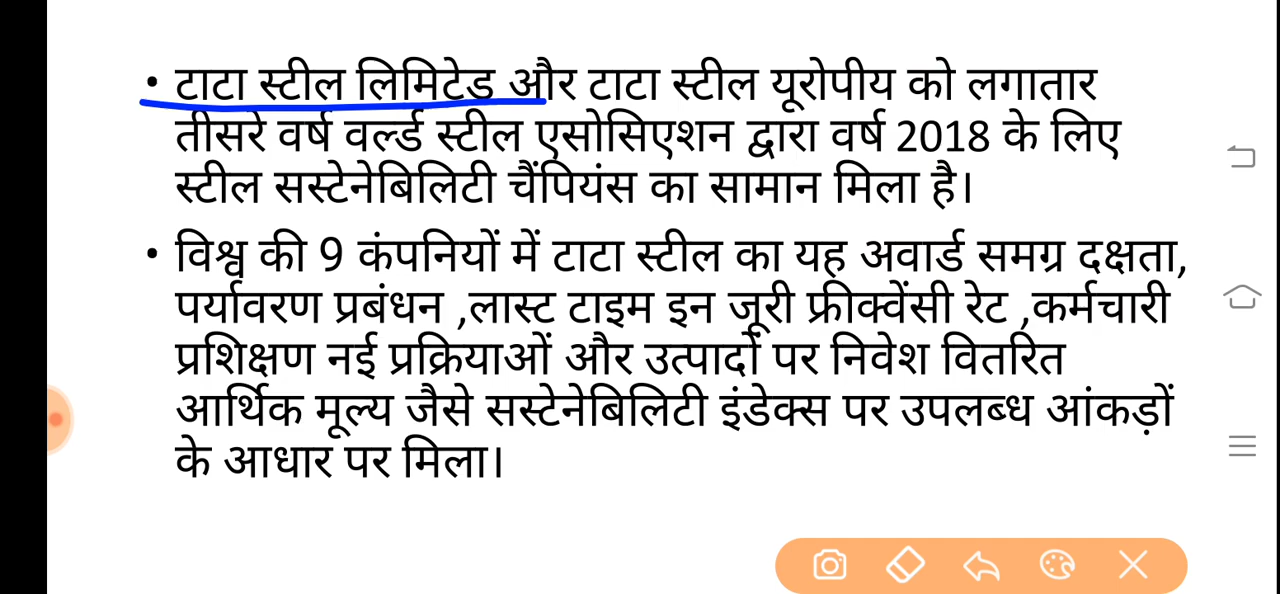 • टाटा स्टील लिमिटेड और टाटा स्टील यूरोपीय को लगातार
तीसरे वर्ष वर्ल्ड स्टील एसोसिएशन द्वारा वर्ष 2018 के लिए
स्टील सस्टेनेबिलिटी चैंपियंस का सामान मिला है।
• विश्व की 9 कंपनियों में टाटा स्टील का यह अवार्ड समग्र दक्षता,
पर्यावरण प्रबंधन ,लास्ट टाइम इन जूरी फ्रीक्वेंसी रेट ,कर्मचारी
प्रशिक्षण नई प्रक्रियाओं और उत्पादों पर निवेश वितरित
आर्थिक मूल्य जैसे सस्टेनेबिलिटी इंडेक्स पर उपलब्ध आंकड़ों
के आधार पर मिला।